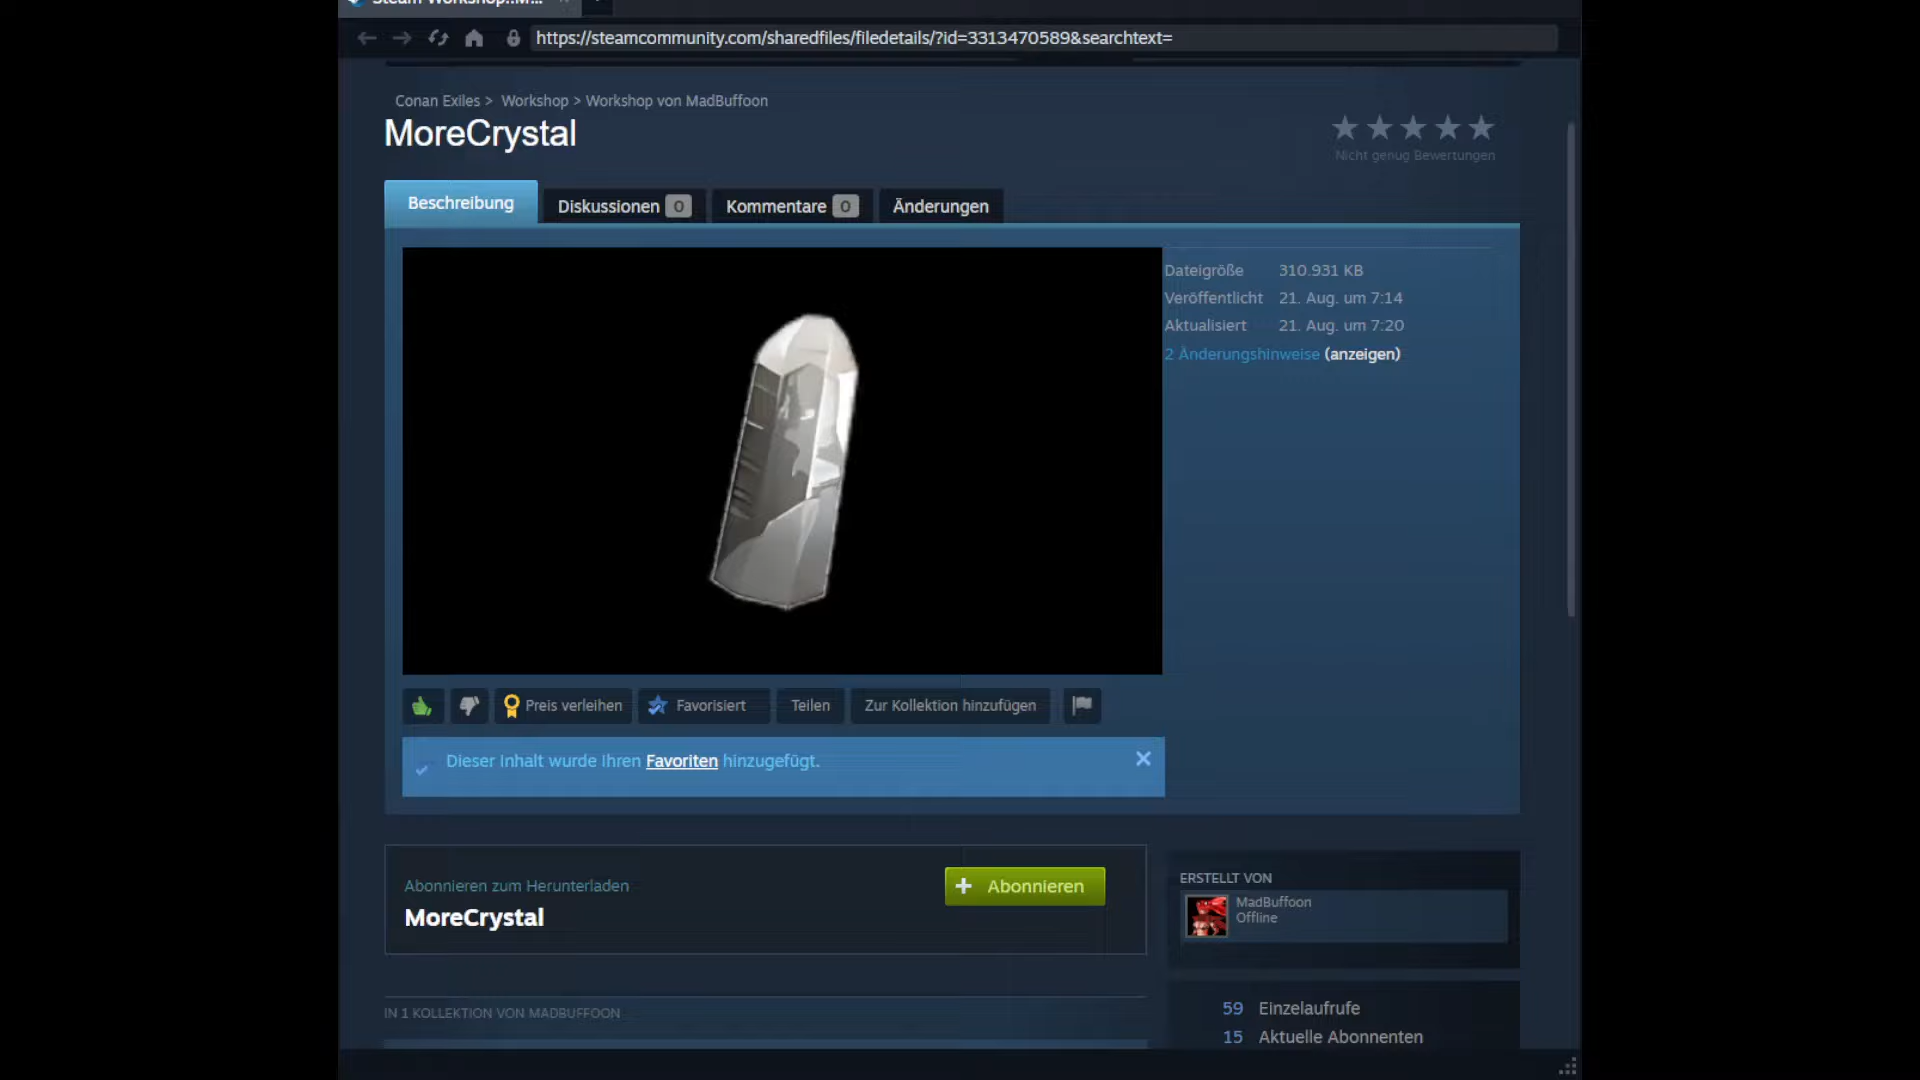 Steam Workshop::M...
https://steamcommunity.com/sharedfiles/filedetails/?id=3313470589&searchtext=
Conan Exiles > Workshop > Workshop von MadBuffoon
MoreCrystal
Nicht genug Bewertungen
Beschreibung
Diskussionen 0
Kommentare 0
Änderungen
Dateigröße 310.931 KB
Veröffentlicht 21. Aug. um 7:14
Aktualisiert 21. Aug. um 7:20
2 Änderungshinweise (anzeigen)
Preis verleihen
Favorisiert
Teilen
Zur Kollektion hinzufügen
Dieser Inhalt wurde Ihren Favoriten hinzugefügt.
Abonnieren zum Herunterladen
MoreCrystal
Abonnieren
ERSTELLT VON
MadBuffoon
Offline
IN 1 KOLLEKTION VON MADBUFFOON
59 Einzelaufrufe
15 Aktuelle Abonnenten